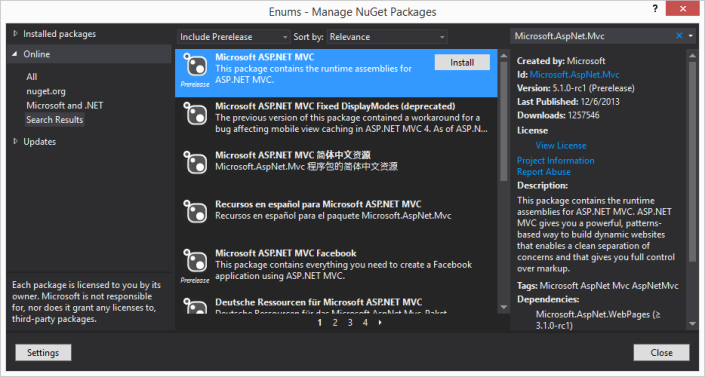 Enums - Manage NuGet Packages
?
Installed packages
Online
All
nuget.org
Microsoft and .NET
Search Results
Updates
Each package is licensed to you by its
owner. Microsoft is not responsible
for, nor does it grant any licenses to,
third-party packages.
Settings
Include Prerelease
Sort by: Relevance
Microsoft ASP.NET MVC
This package contains the runtime assemblies for
ASP.NET MVC.
Install
Prerelease
Microsoft ASP.NET MVC Fixed DisplayModes (deprecated)
The previous version of this package contained a workaround for a
bug affecting mobile view caching in ASP.NET MVC 4. As of ASP.N...
Microsoft ASP.NET MVC 简体中文资源
Microsoft.AspNet.Mvc 程序包的简体中文资源
Recursos en español para Microsoft ASP.NET MVC
Recursos en español para el paquete Microsoft.AspNet.Mvc
Microsoft ASP.NET MVC Facebook
This package contains everything you need to create a Facebook
application using ASP.NET MVC.
Prerelease
Deutsche Ressourcen für Microsoft ASP.NET MVC
Deutsche Ressourcen für das Microsoft.AspNet.Mvc-Paket
1 2 3 4
Microsoft.AspNet.Mvc
Created by: Microsoft
Id: Microsoft.AspNet.Mvc
Version: 5.1.0-rc1 (Prerelease)
Last Published: 12/6/2013
Downloads: 1257546
License
View License
Project Information
Report Abuse
Description:
This package contains the runtime
assemblies for ASP.NET MVC. ASP.NET
MVC gives you a powerful, patterns-
based way to build dynamic websites
that enables a clean separation of
concerns and that gives you full control
over markup.
Tags: Microsoft AspNet Mvc AspNetMvc
Dependencies:
Microsoft.AspNet.WebPages (≥
3.1.0-rc1)
Close